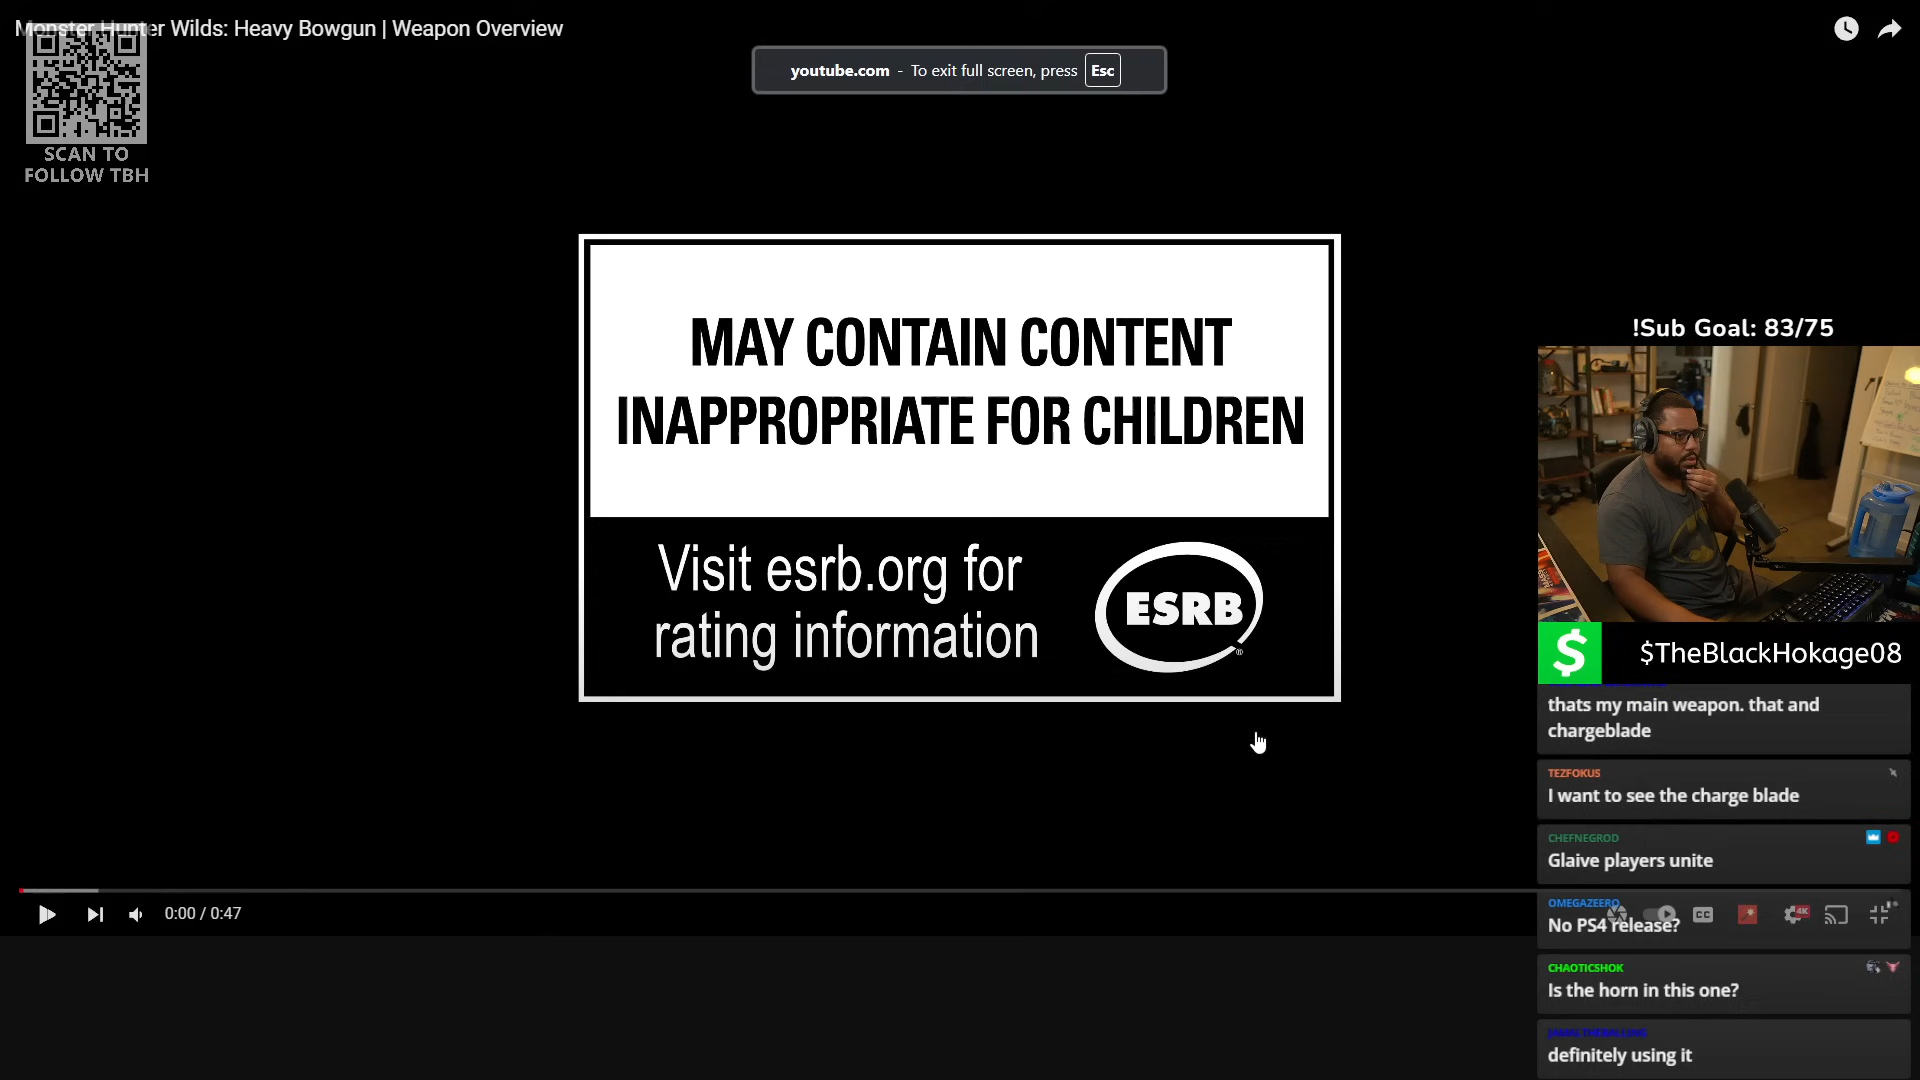 Monster Hunter Wilds: Heavy Bowgun | Weapon Overview
youtube.com - To exit full screen, press Esc
SCAN TO
FOLLOW TBH
MAY CONTAIN CONTENT
INAPPROPRIATE FOR CHILDREN
Visit esrb.org for
rating information
ESRB
®
!Sub Goal: 83/75
$
$TheBlackHokage08
thats my main weapon. that and
chargeblade
TEZFOKUS
I want to see the charge blade
CHEFNEGROD
Glaive players unite
OMEGAZEERO
No PS4 release?
CHAOTICSHOK
Is the horn in this one?
definitely using it
0:00 / 0:47
CC
4K